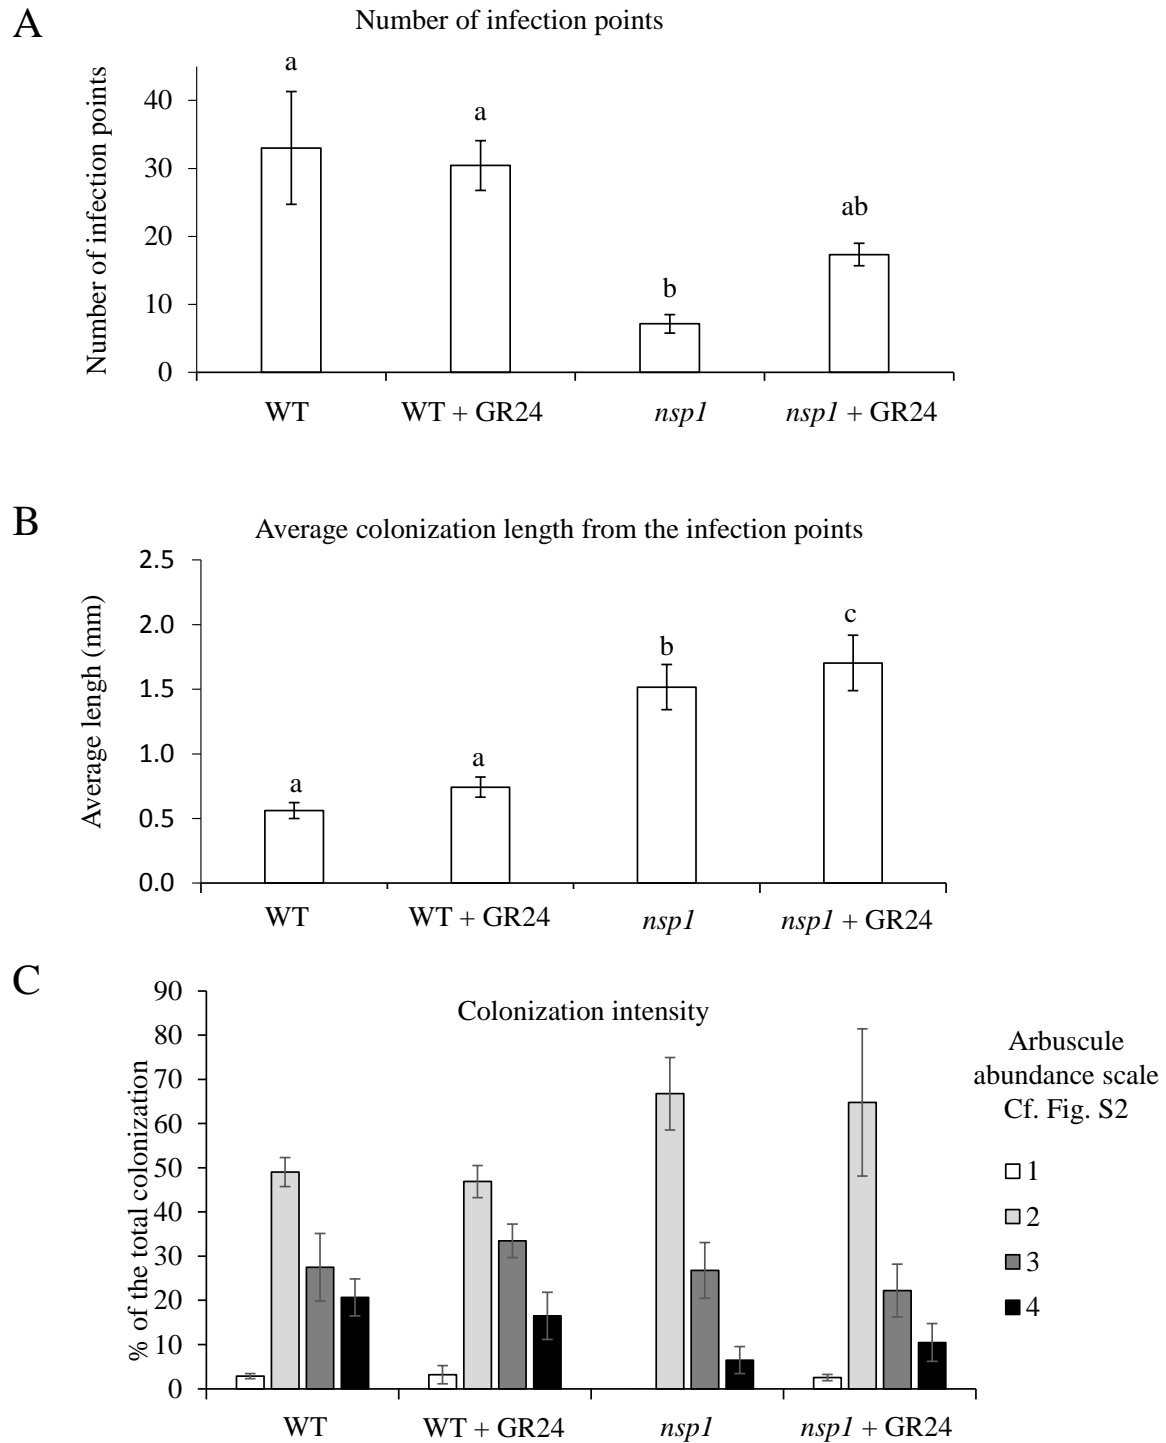 A
Number of infection points
Number of infection points
40
30
20
10
0
a
a
b
ab
WT
WT + GR24
nsp1
nsp1 + GR24
B
Average colonization length from the infection points
Average lengh (mm)
2.5
2.0
1.5
1.0
0.5
0.0
a
a
b
c
WT
WT + GR24
nsp1
nsp1 + GR24
C
Colonization intensity
% of the total colonization
90
80
70
60
50
40
30
20
10
0
WT
WT + GR24
nsp1
nsp1 + GR24
Arbuscule
abundance scale
Cf. Fig. S2
1
2
3
4